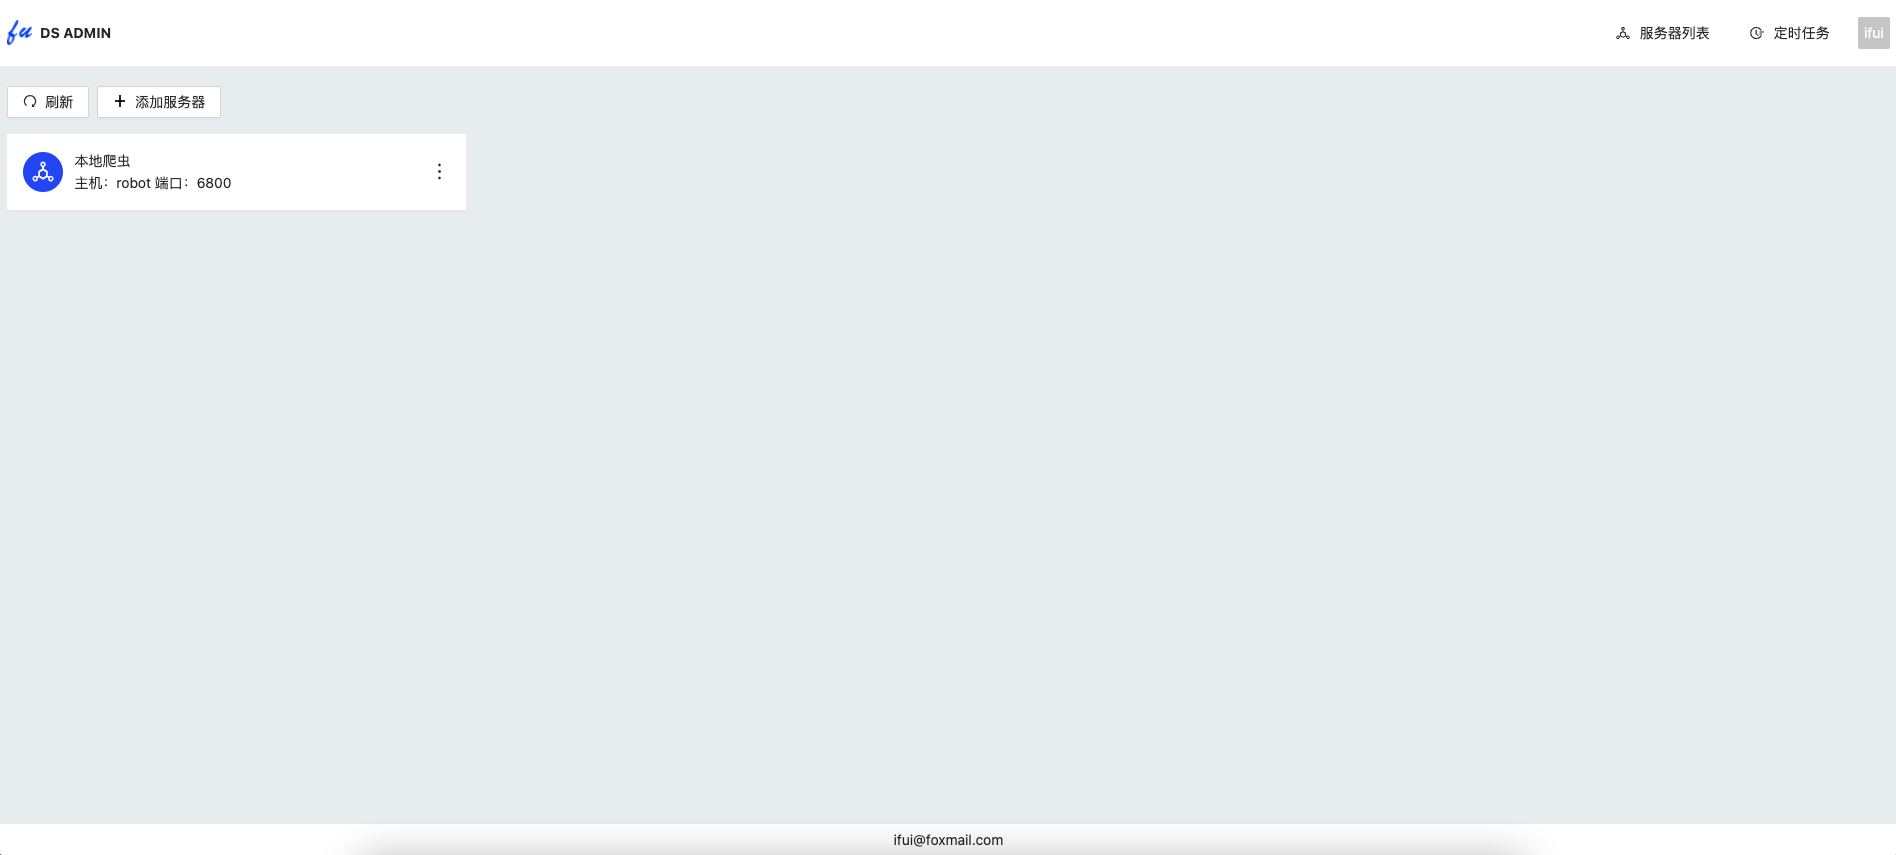 fu DS ADMIN
服务器列表
定时任务
ifui
刷新
添加服务器
本地爬虫
主机：robot 端口：6800
ifui@foxmail.com